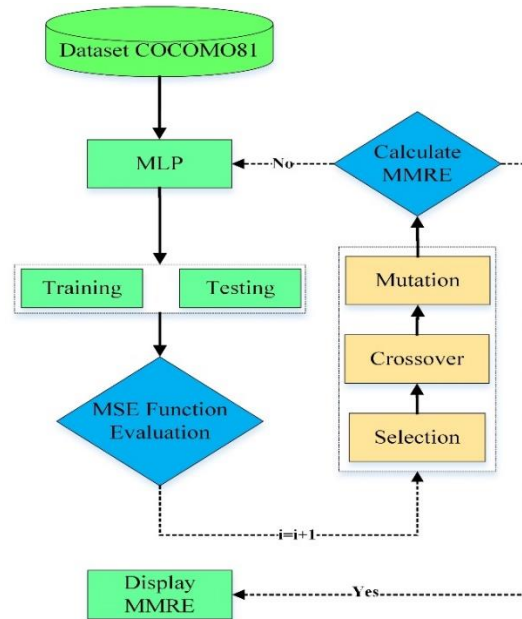 Dataset COCOMO81
MLP
No
Calculate
MMRE
Training
Testing
Mutation
Crossover
Selection
MSE Function
Evaluation
i=i+1
Display
MMRE
Yes